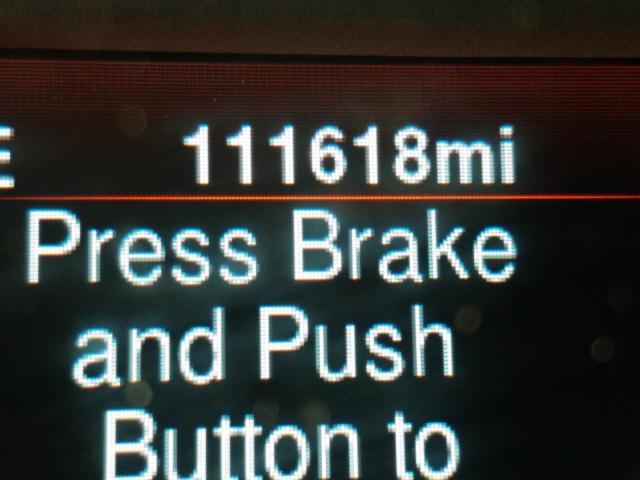 E 111618mi
Press Brake
and Push
Button to